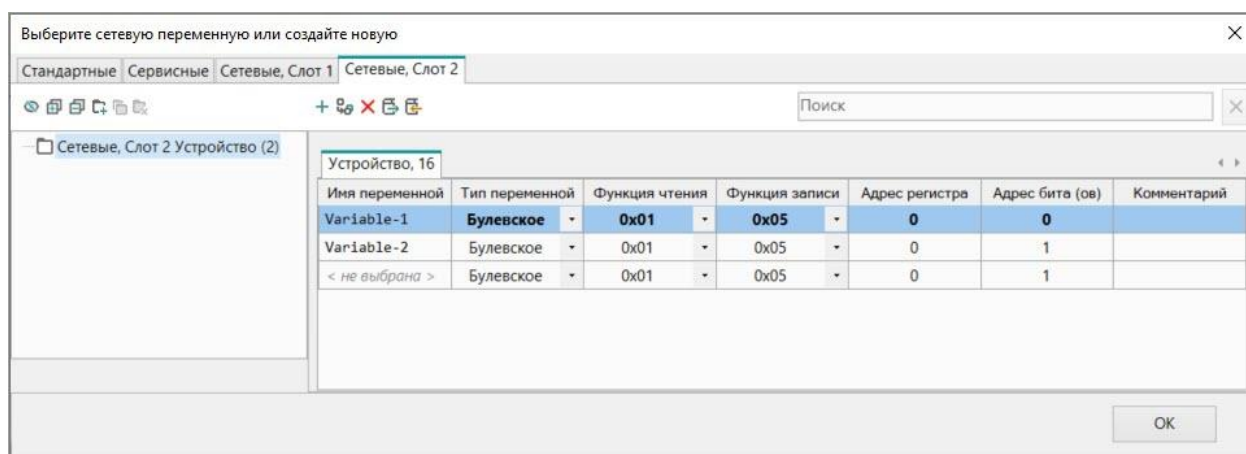 Выберите сетевую переменную или создайте новую
Стандартные Сервисные Сетевые, Слот 1 Сетевые, Слот 2
Поиск
Сетевые, Слот 2 Устройство (2)
Устройство, 16
Имя переменной Тип переменной Функция чтения Функция записи Адрес регистра Адрес бита (ов) Комментарий
Variable-1 Булевское 0x01 0x05 0 0
Variable-2 Булевское 0x01 0x05 0 1
< не выбрана > Булевское 0x01 0x05 0 1
OK